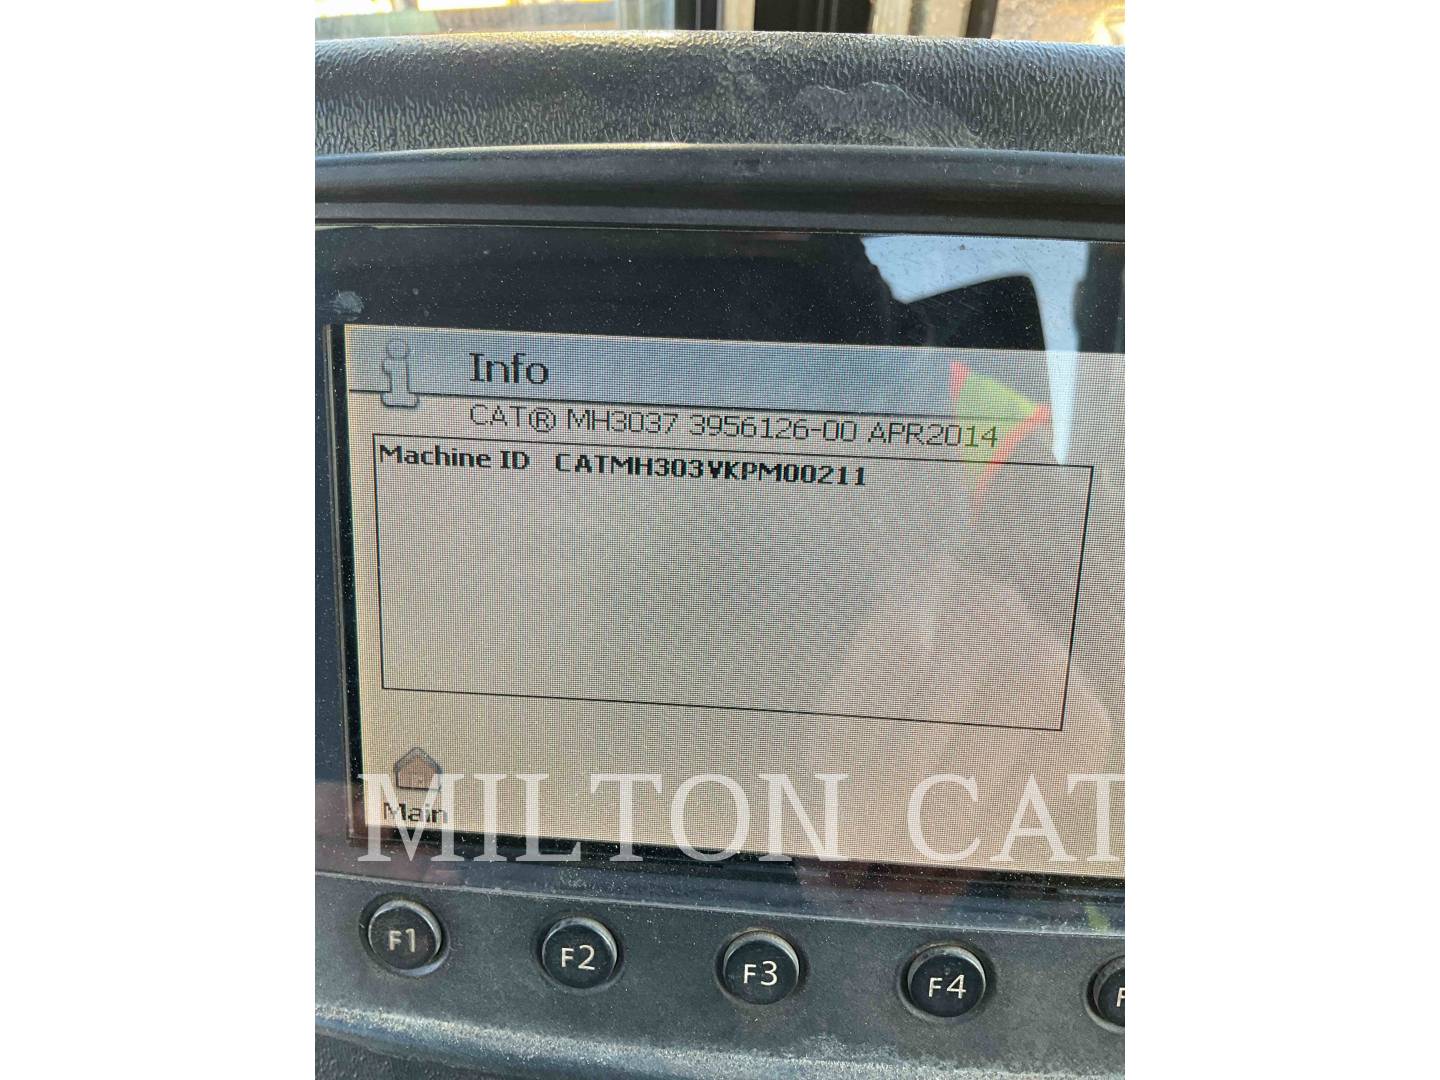 Info
CAT® MH3037 3956126-00 APR2014
Machine ID CATMH303VKPM00211
Main
MILTON CAT
F1 F2 F3 F4 F